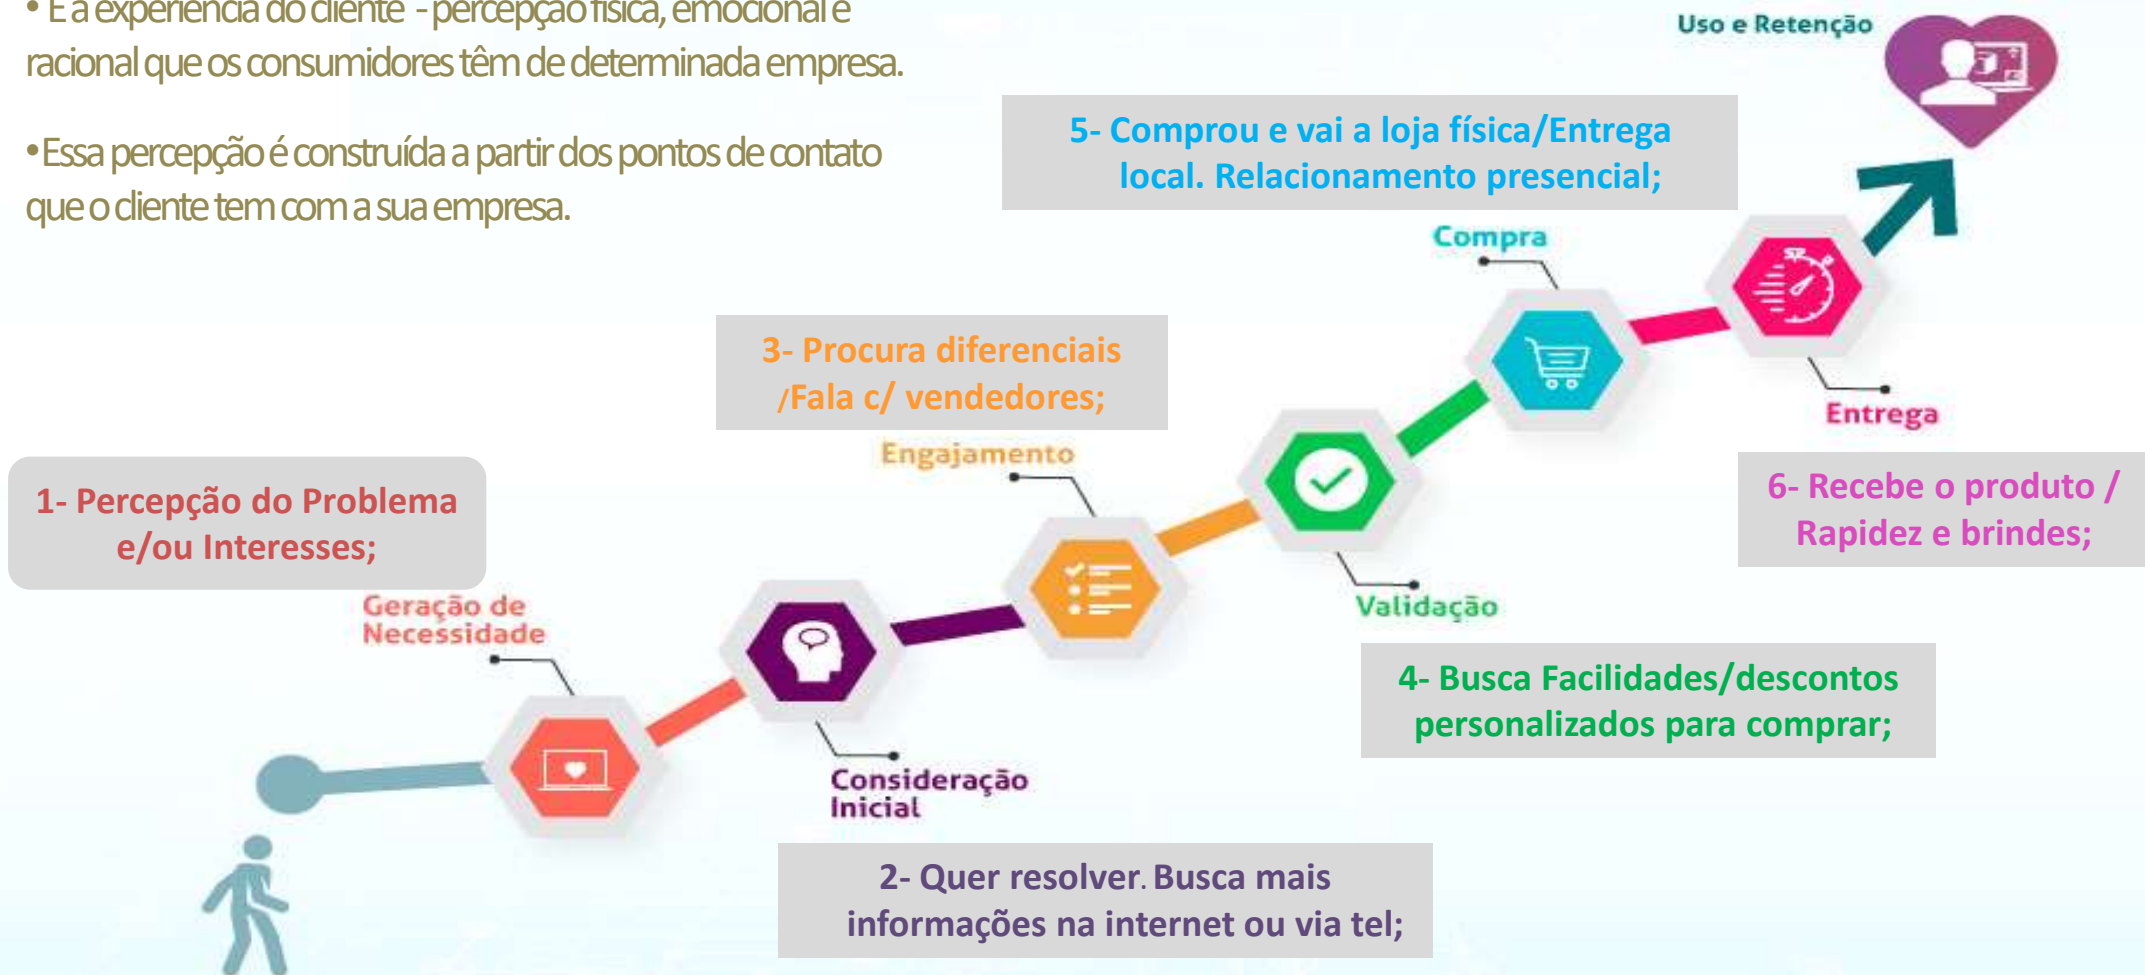 • É a experiência do cliente - percepção física, emocional e
racional que os consumidores têm de determinada empresa.
•Essa percepção é construída a partir dos pontos de contato
que o cliente tem com a sua empresa.
Uso e Retenção
5- Comprou e vai a loja física/Entrega
local. Relacionamento presencial;
Compra
Entrega
6- Recebe o produto /
Rapidez e brindes;
3- Procura diferenciais
/Fala c/ vendedores;
Engajamento
Validação
4- Busca Facilidades/descontos
personalizados para comprar;
1- Percepção do Problema
e/ou Interesses;
Geração de
Necessidade
Consideração
Inicial
2- Quer resolver. Busca mais
informações na internet ou via tel;